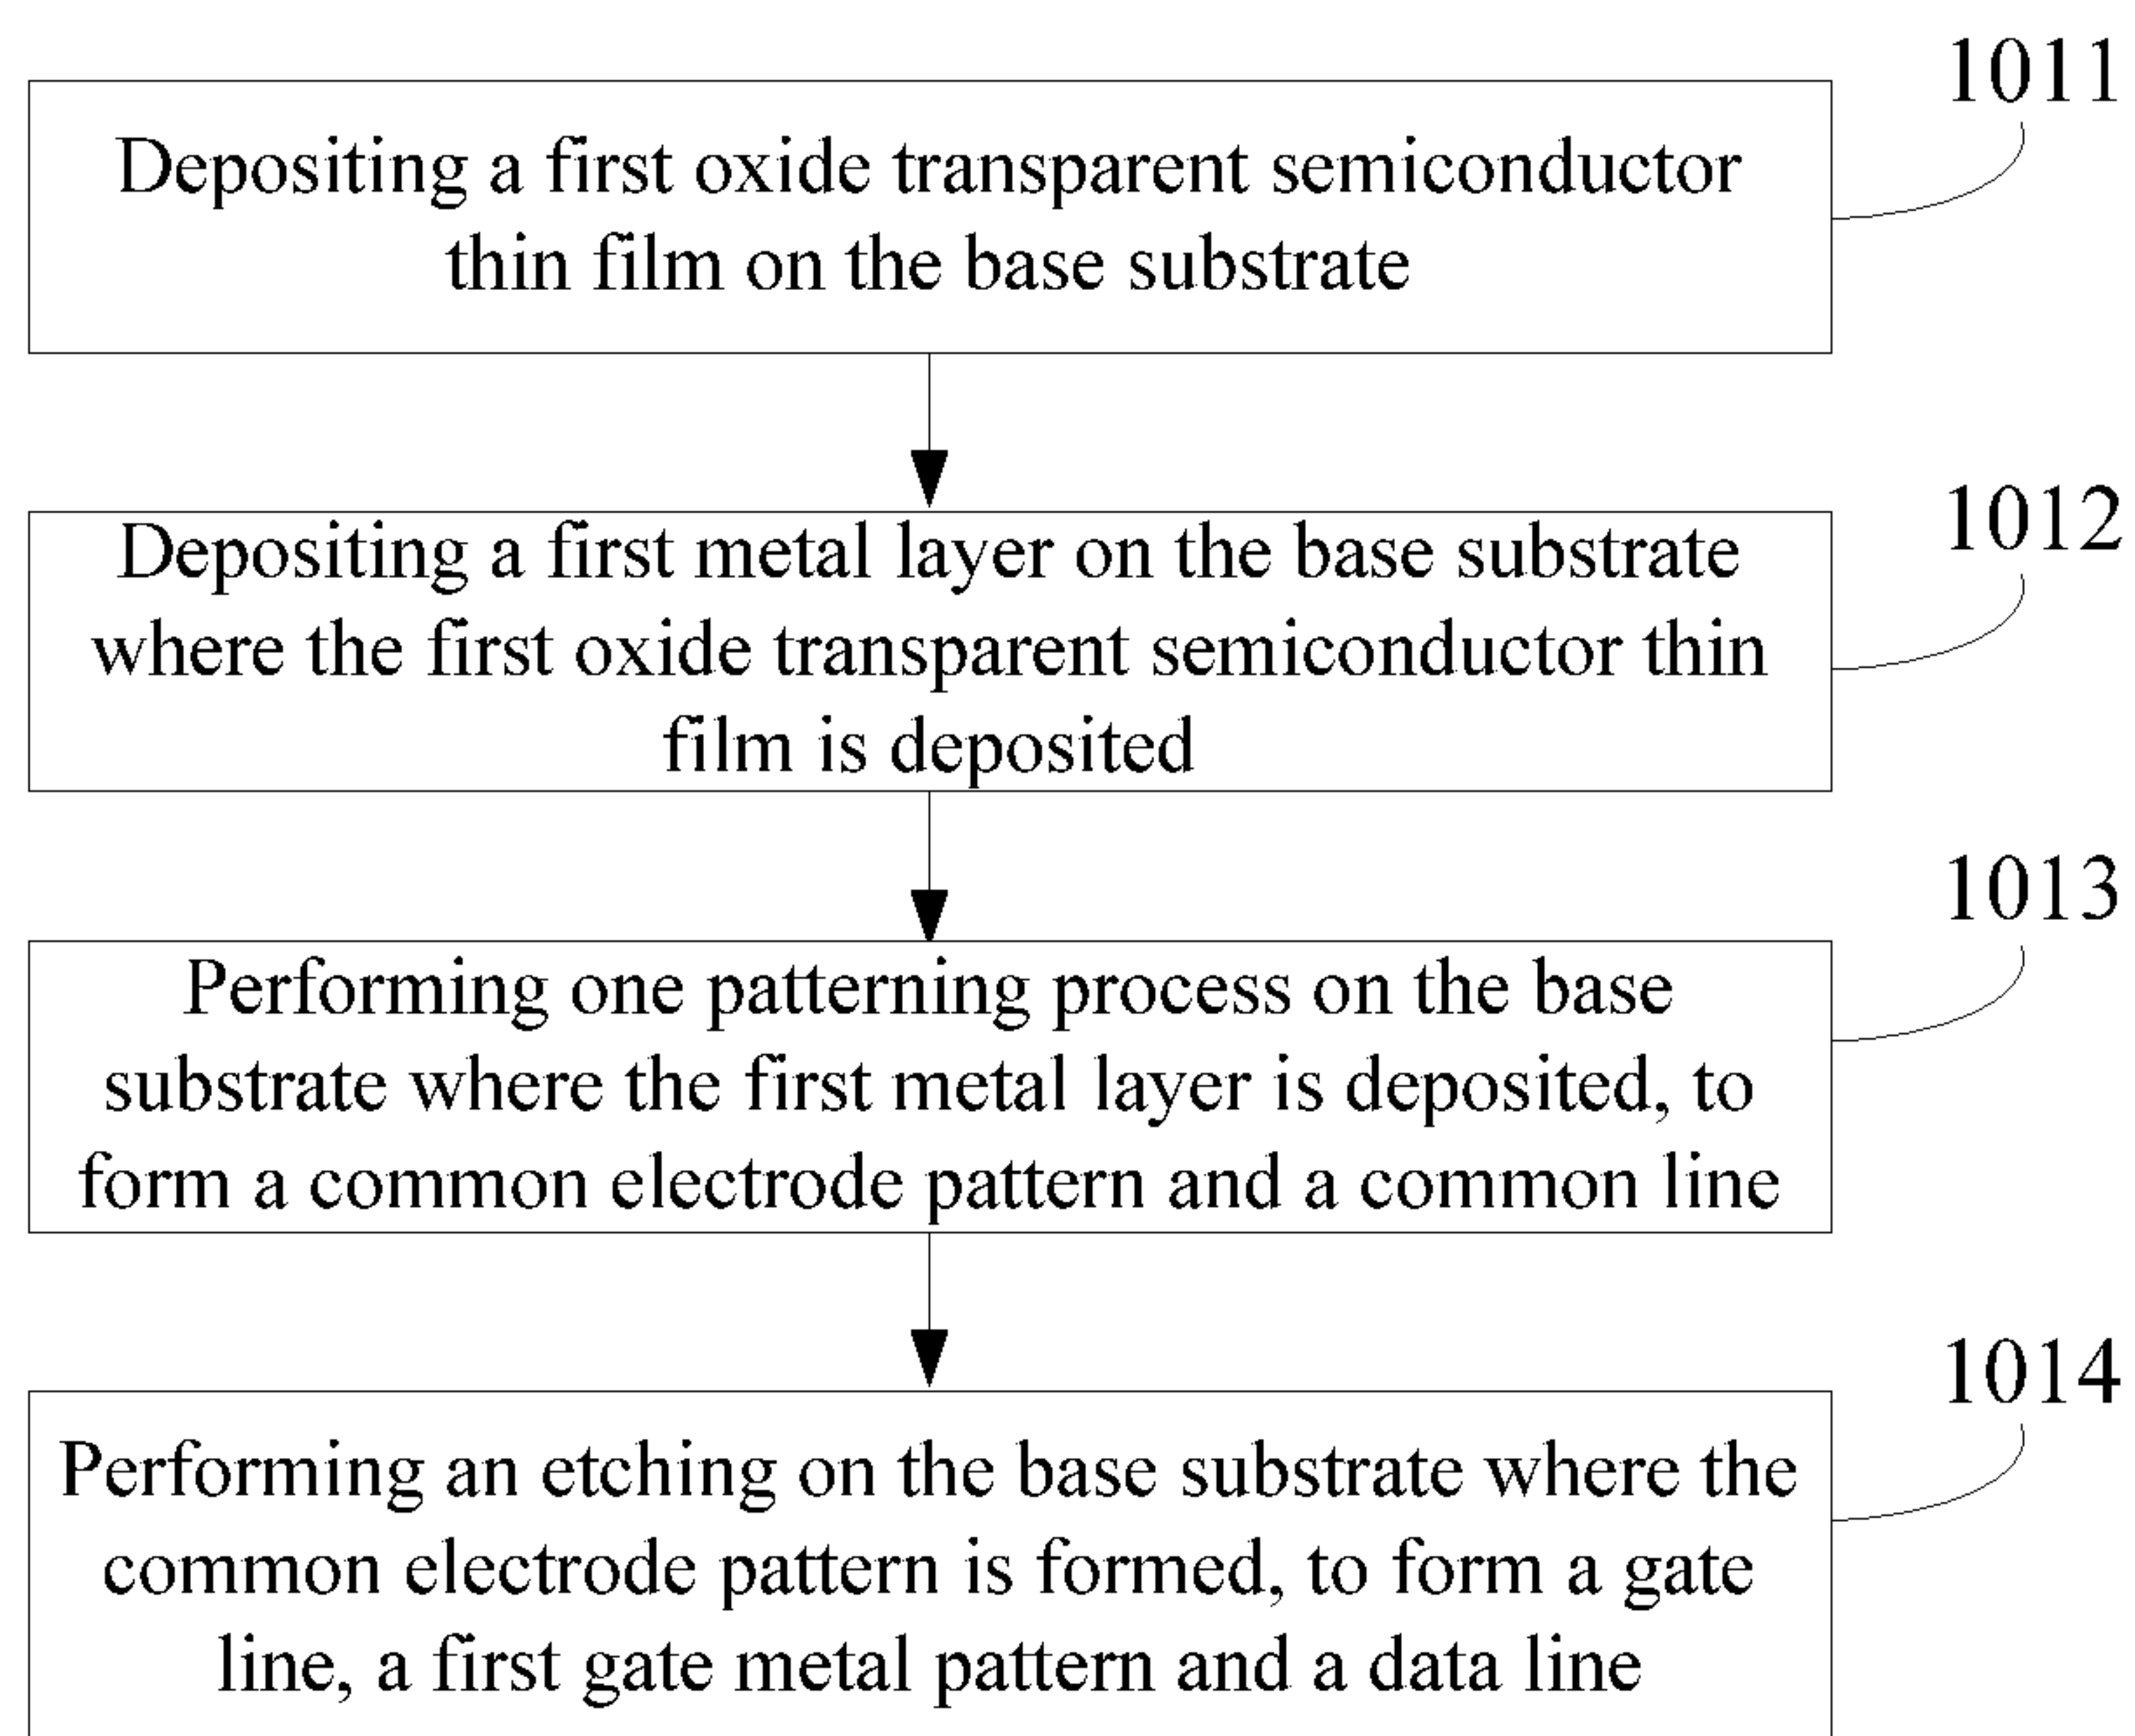 1011
Depositing a first oxide transparent semiconductor
thin film on the base substrate
1012
Depositing a first metal layer on the base substrate
where the first oxide transparent semiconductor thin
film is deposited
1013
Performing one patterning process on the base
substrate where the first metal layer is deposited, to
form a common electrode pattern and a common line
1014
Performing an etching on the base substrate where the
common electrode pattern is formed, to form a gate
line, a first gate metal pattern and a data line